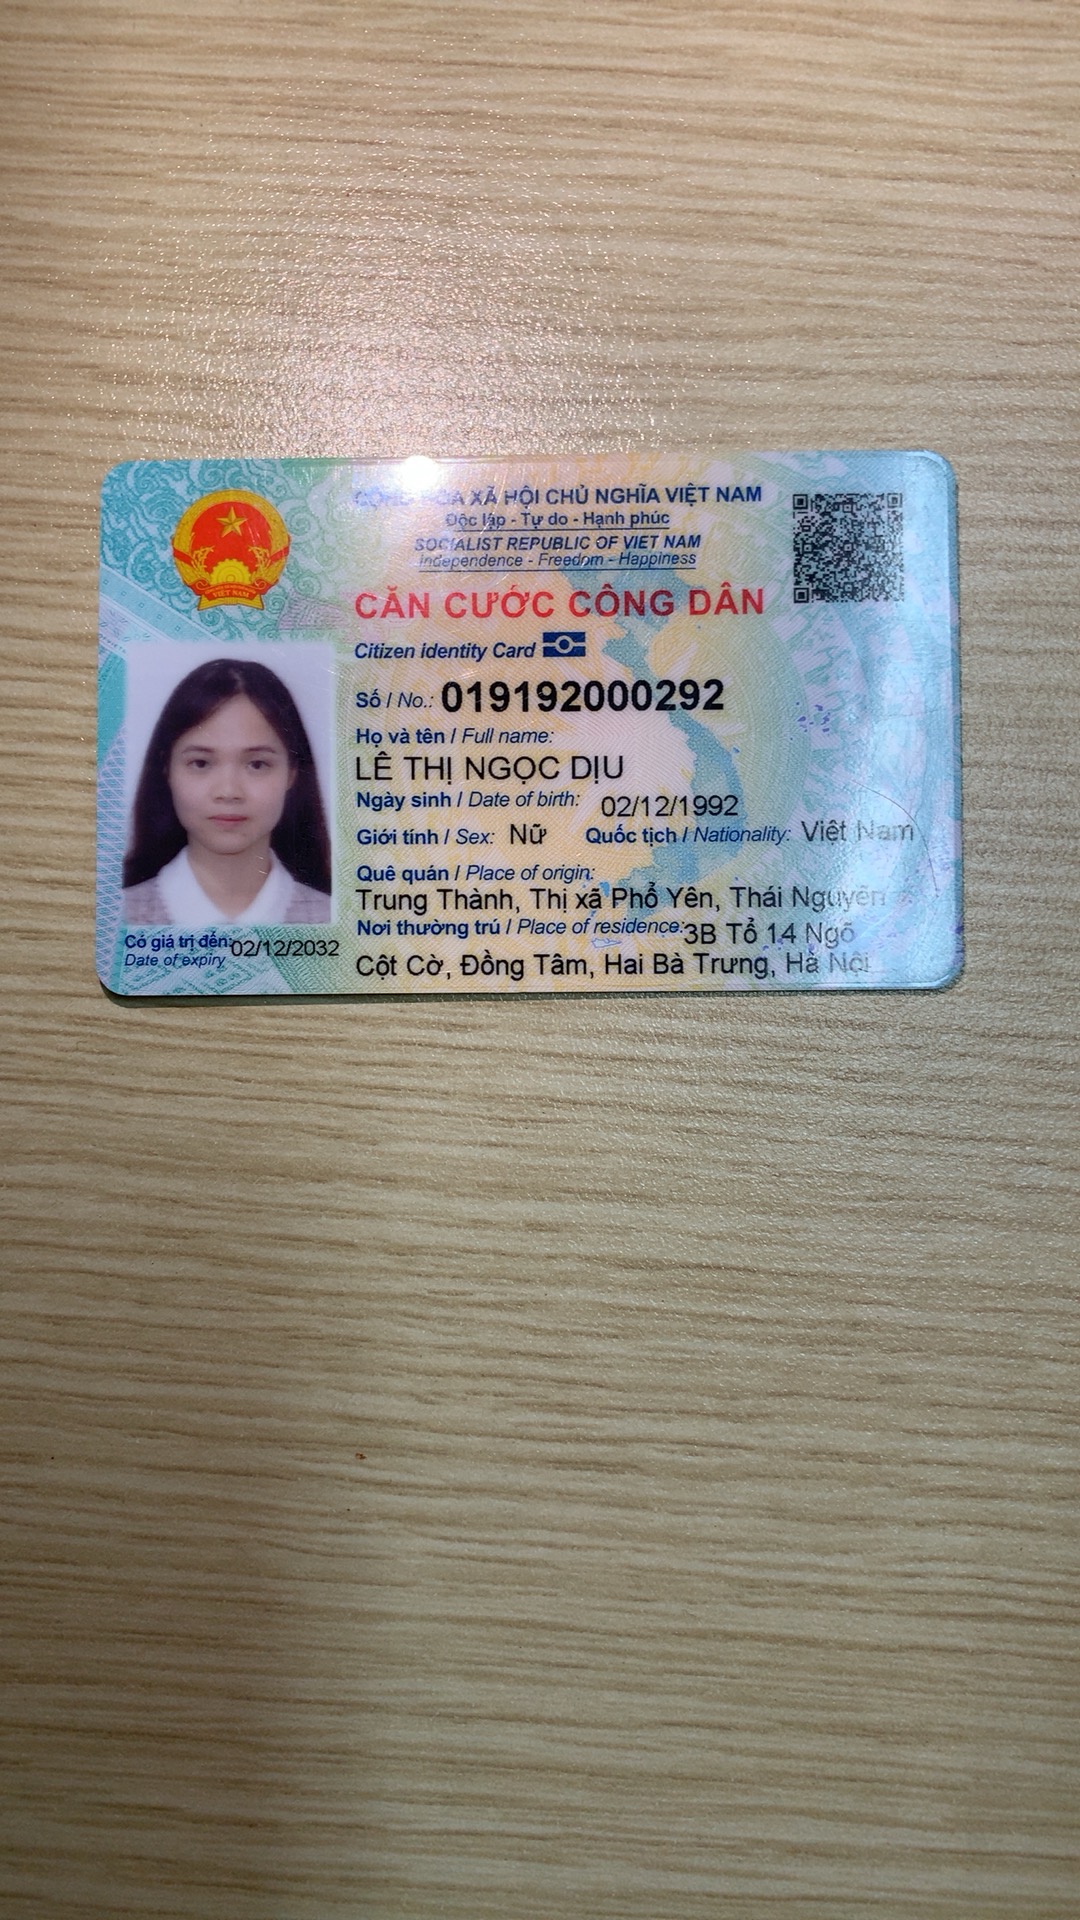 CỘNG HÒA XÃ HỘI CHỦ NGHĨA VIỆT NAM
Độc lập - Tự do - Hạnh phúc
SOCIALIST REPUBLIC OF VIET NAM
Independence - Freedom - Happiness
CĂN CƯỚC CÔNG DÂN
Citizen identity Card
Số / No.: 019192000292
Họ và tên / Full name:
LÊ THỊ NGỌC DỊU
Ngày sinh / Date of birth: 02/12/1992
Giới tính / Sex: Nữ Quốc tịch / Nationality: Việt Nam
Quê quán / Place of origin:
Trung Thành, Thị xã Phổ Yên, Thái Nguyên
Nơi thường trú / Place of residence: 3B Tổ 14 Ngõ
Cột Cờ, Đồng Tâm, Hai Bà Trưng, Hà Nội
Có giá trị đến: 02/12/2032
Date of expiry
VIỆT NAM